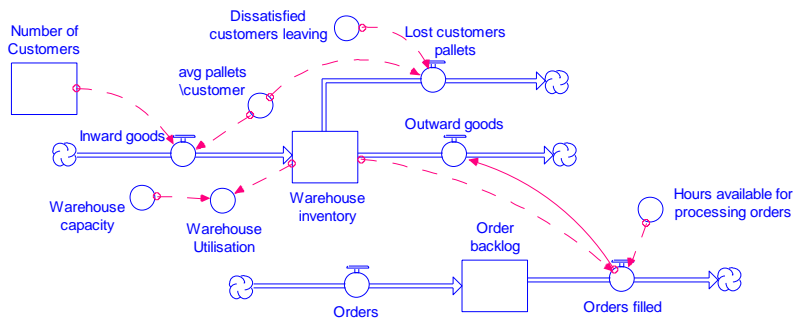 Dissatisfied
customers leaving
Lost customers
pallets
Number of
Customers
avg pallets
\customer
Inward goods
Outward goods
Warehouse
capacity
Warehouse
Utilisation
Warehouse
inventory
Hours available for
processing orders
Order
backlog
Orders
Orders filled